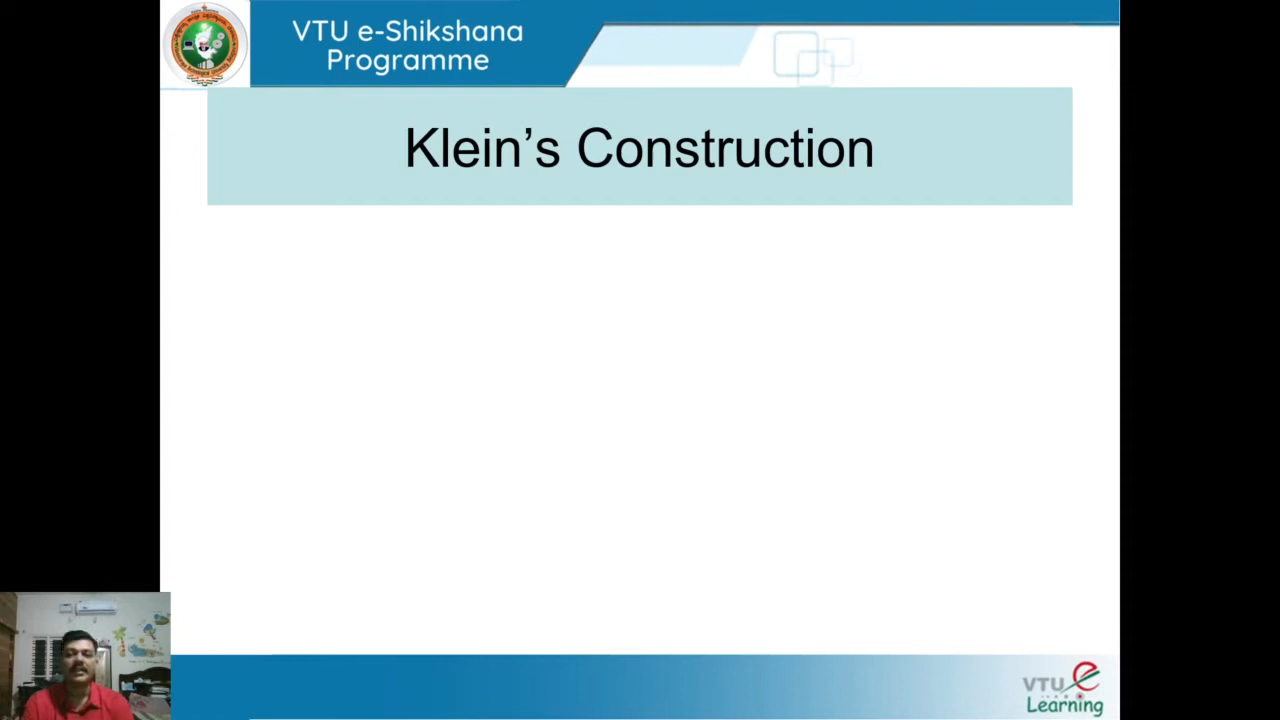 VTU e-Shikshana
Programme
Klein’s Construction
VTU e
Learning